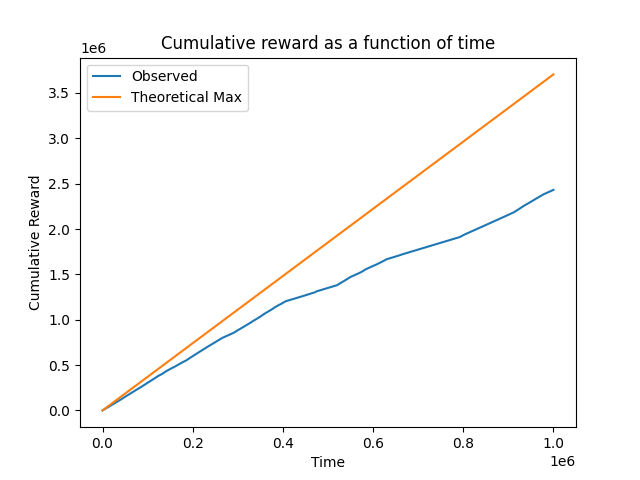 Cumulative reward as a function of time
1e6
Observed
Theoretical Max
3.5
3.0
2.5
2.0
1.5
1.0
0.5
0.0
Cumulative Reward
0.0 0.2 0.4 0.6 0.8 1.0
Time
1e6